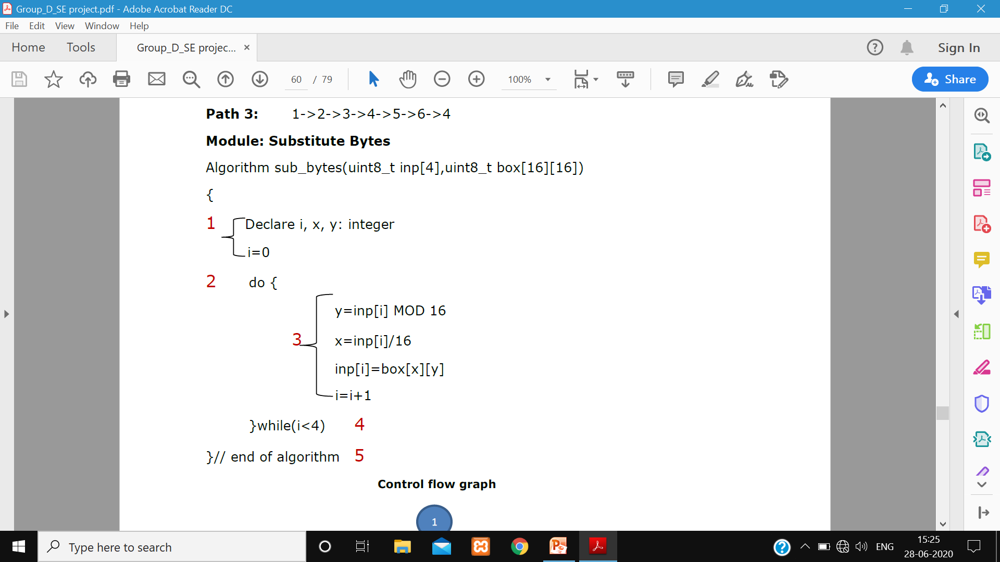 Group_D_SE project.pdf - Adobe Acrobat Reader DC
File Edit View Window Help
Home Tools Group_D_SE projec... × Sign In
60 / 79 100% Share
Path 3: 1->2->3->4->5->6->4
Module: Substitute Bytes
Algorithm sub_bytes(uint8_t inp[4],uint8_t box[16][16])
{
1 Declare i, x, y: integer
i=0
2 do {
y=inp[i] MOD 16
3 x=inp[i]/16
inp[i]=box[x][y]
i=i+1
}while(i<4) 4
}// end of algorithm 5
Control flow graph
1
Type here to search
ENG
15:25
28-06-2020